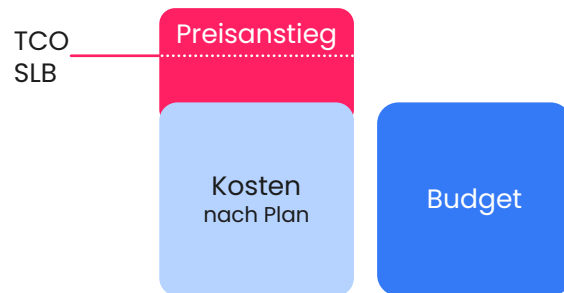 TCO
SLB
Preisanstieg
Kosten
nach Plan
Budget